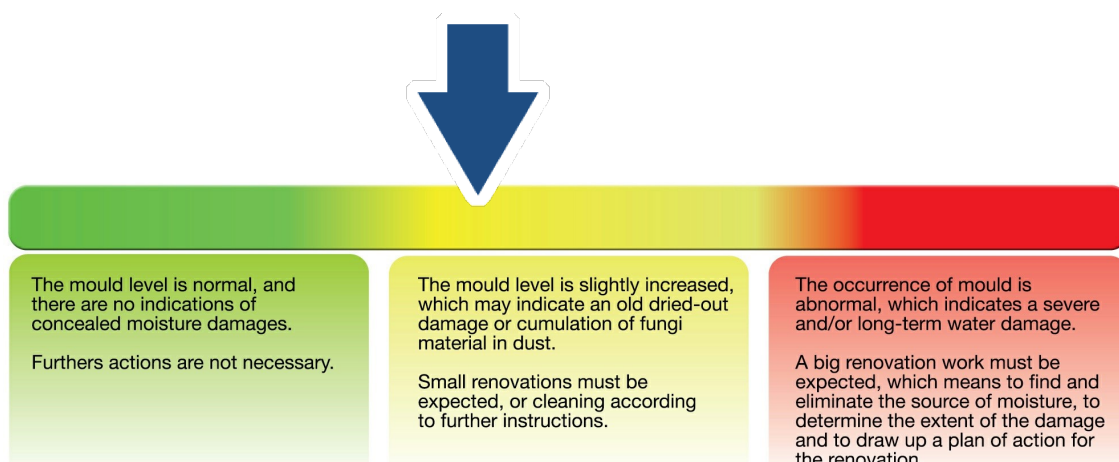 The mould level is normal, and
there are no indications of
concealed moisture damages.
Furthers actions are not necessary.
The mould level is slightly increased,
which may indicate an old dried-out
damage or cumulation of fungi
material in dust.
Small renovations must be
expected, or cleaning according
to further instructions.
The occurrence of mould is
abnormal, which indicates a severe
and/or long-term water damage.
A big renovation work must be
expected, which means to find and
eliminate the source of moisture, to
determine the extent of the damage
and to draw up a plan of action for
the renovation